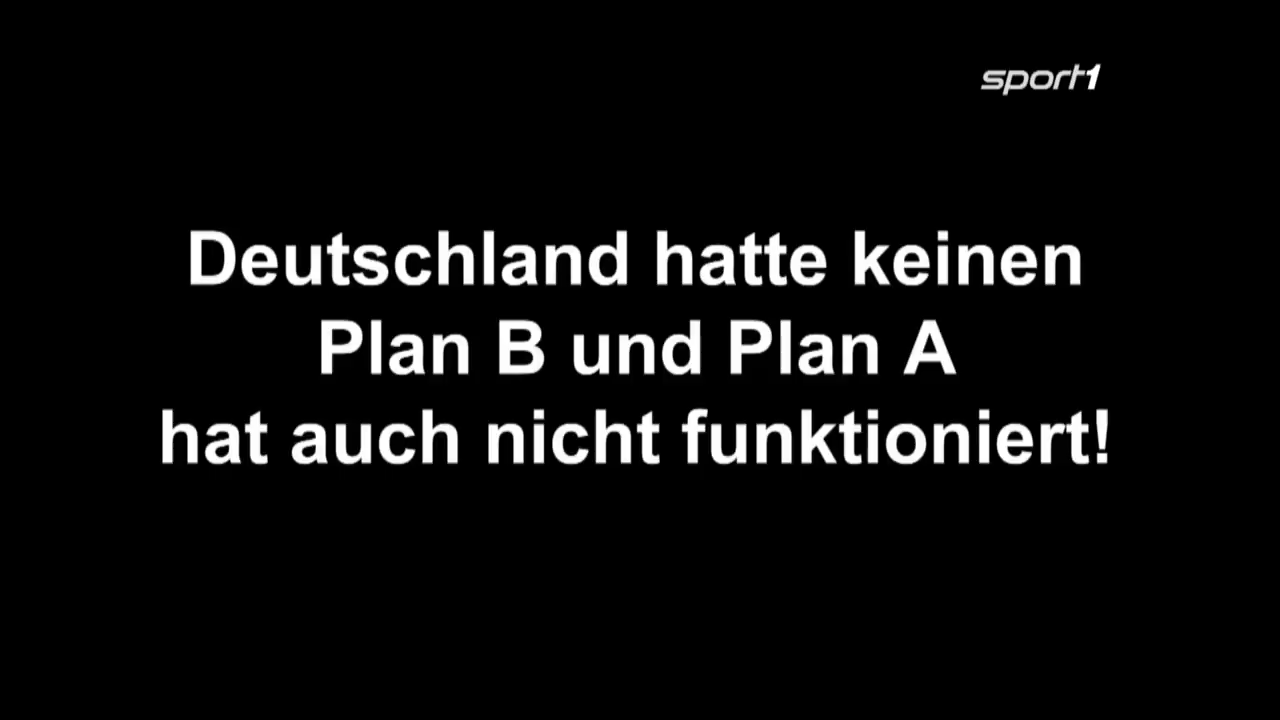 sport1
Deutschland hatte keinen
Plan B und Plan A
hat auch nicht funktioniert!